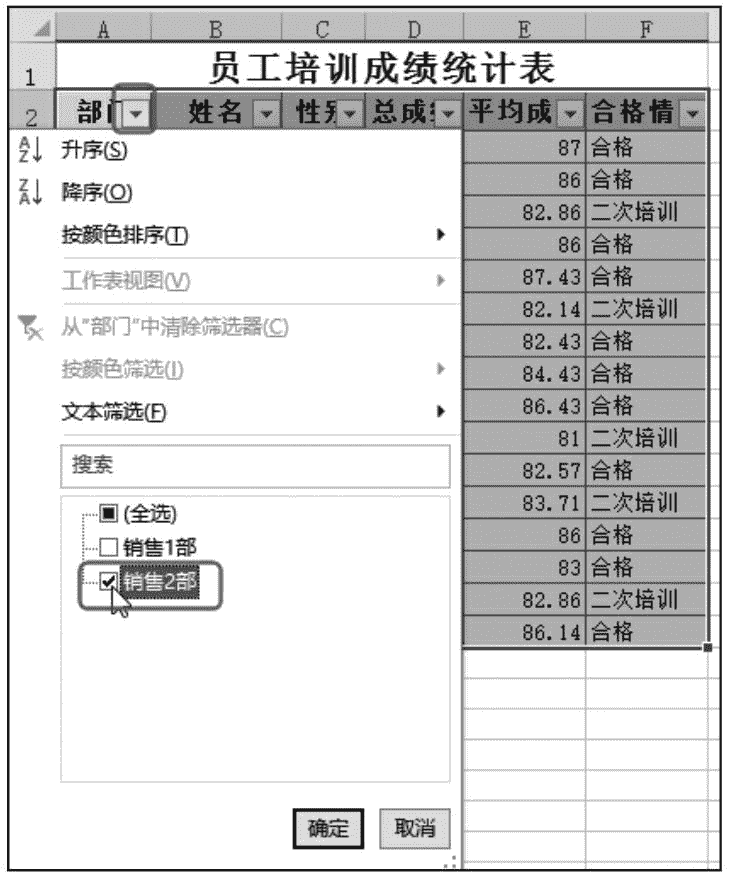 A B C D E F
1 员工培训成绩统计表
2 部门 姓名 性别 总成绩 平均成 合格情
升序(S)
降序(O)
按颜色排序(T)
工作表视图(V)
从"部门"中清除筛选器(C)
按颜色筛选(I)
文本筛选(F)
搜索
(全选)
销售1部
销售2部
确定 取消
87 合格
86 合格
82.86 二次培训
86 合格
87.43 合格
82.14 二次培训
82.43 合格
84.43 合格
86.43 合格
81 二次培训
82.57 合格
83.71 二次培训
86 合格
83 合格
82.86 二次培训
86.14 合格